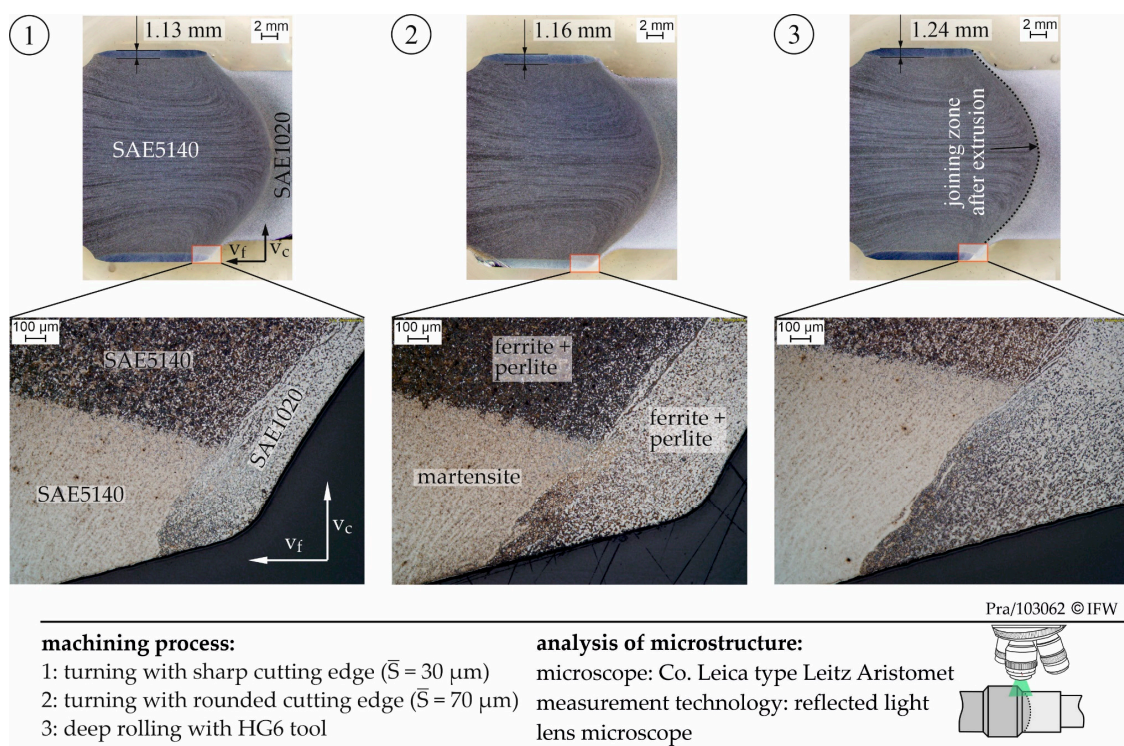 1
1.13 mm
2 mm
SAE5140
SAE1020
vf
vc
2
1.16 mm
2 mm
3
1.24 mm
2 mm
joining zone
after extrusion
100 µm
SAE5140
SAE1020
SAE5140
vc
vf
100 µm
ferrite +
perlite
ferrite +
perlite
martensite
100 µm
Pra/103062 © IFW
machining process:
1: turning with sharp cutting edge (S̅ = 30 µm)
2: turning with rounded cutting edge (S̅ = 70 µm)
3: deep rolling with HG6 tool
analysis of microstructure:
microscope: Co. Leica type Leitz Aristomet
measurement technology: reflected light
lens microscope